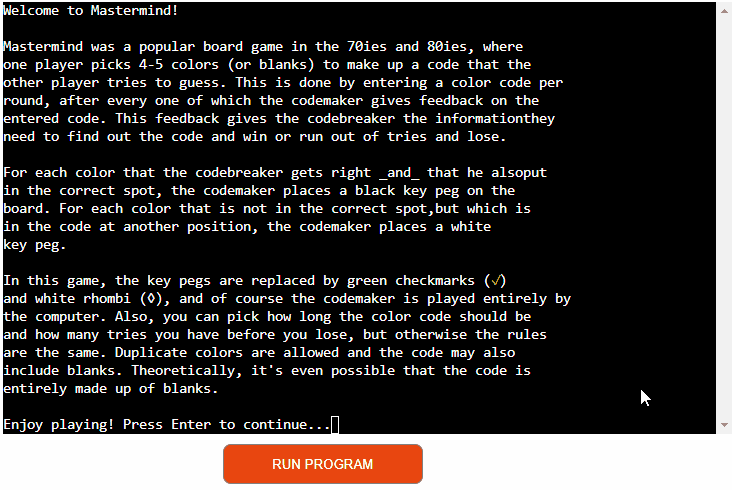 Welcome to Mastermind!
Mastermind was a popular board game in the 70ies and 80ies, where
one player picks 4-5 colors (or blanks) to make up a code that the
other player tries to guess. This is done by entering a color code per
round, after every one of which the codemaker gives feedback on the
entered code. This feedback gives the codebreaker the informationthey
need to find out the code and win or run out of tries and lose.
For each color that the codebreaker gets right _and_ that he alsoput
in the correct spot, the codemaker places a black key peg on the
board. For each color that is not in the correct spot,but which is
in the code at another position, the codemaker places a white
key peg.
In this game, the key pegs are replaced by green checkmarks (✓)
and white rhombi (◊), and of course the codemaker is played entirely by
the computer. Also, you can pick how long the color code should be
and how many tries you have before you lose, but otherwise the rules
are the same. Duplicate colors are allowed and the code may also
include blanks. Theoretically, it's even possible that the code is
entirely made up of blanks.
Enjoy playing! Press Enter to continue...
RUN PROGRAM